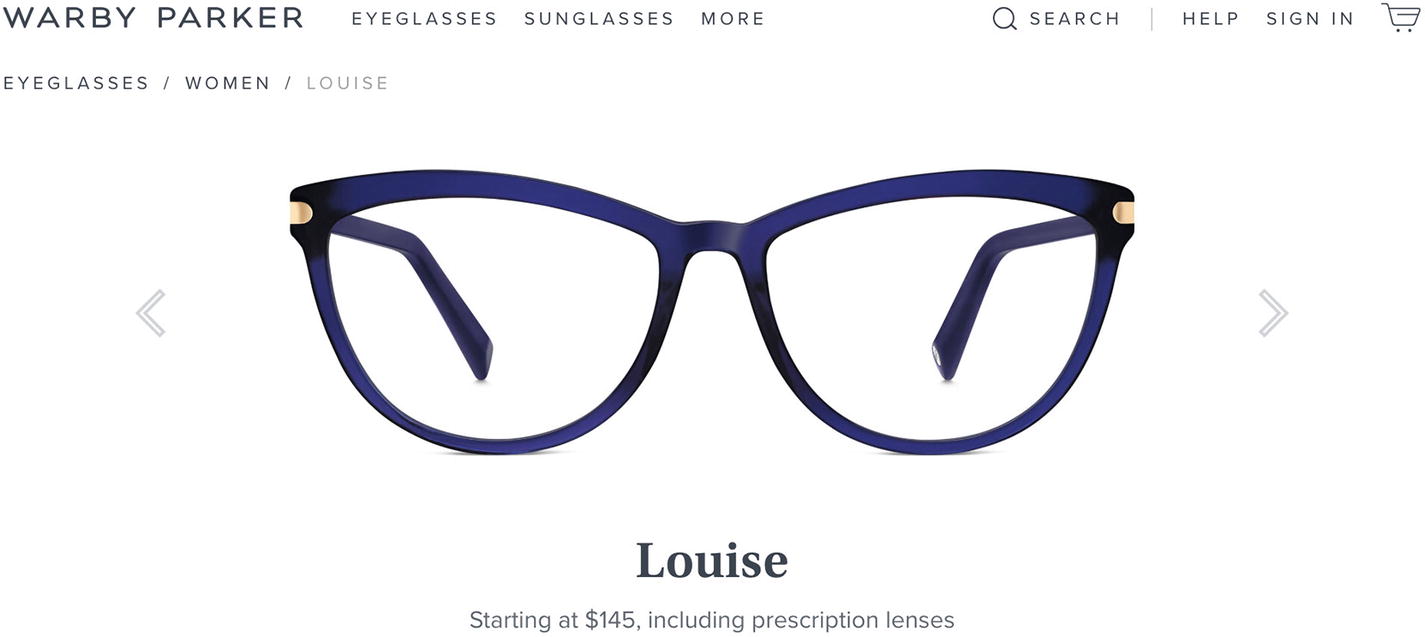 WARBY PARKER EYEGLASSES SUNGLASSES MORE SEARCH HELP SIGN IN
EYEGLASSES / WOMEN / LOUISE
Louise
Starting at $145, including prescription lenses